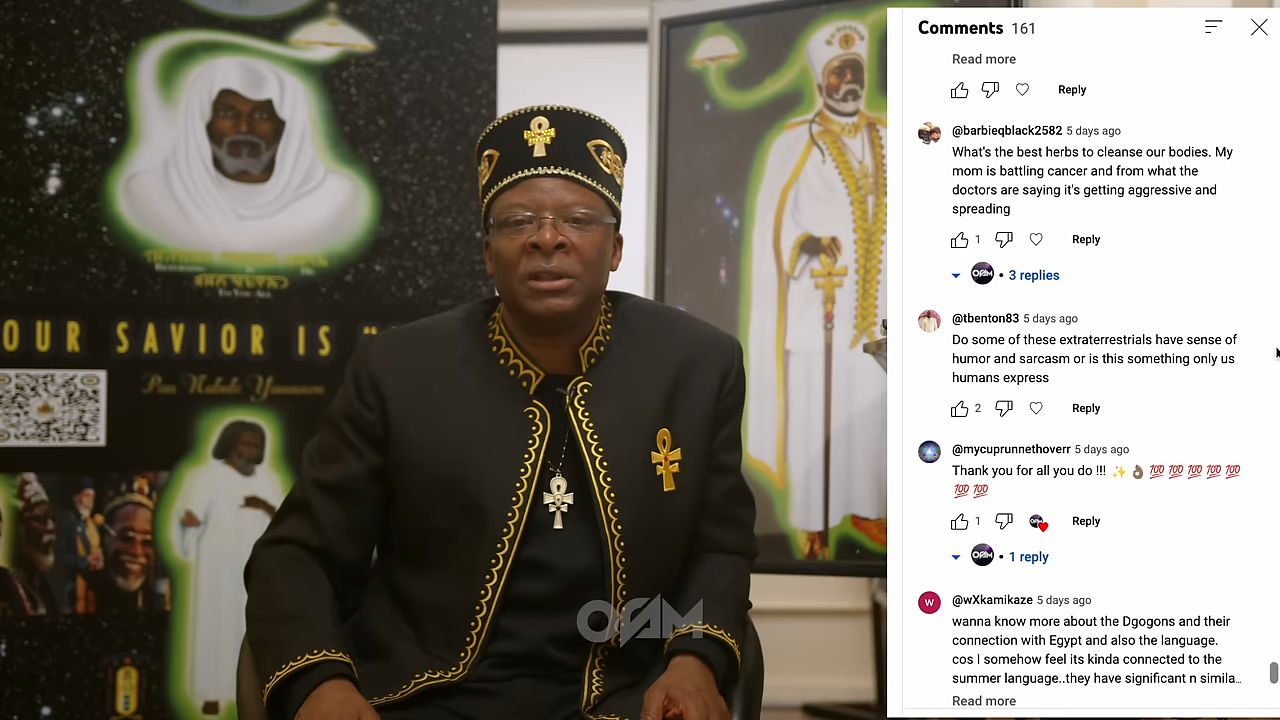 OUR SAVIOR IS "
OAM
Comments 161
Read more
Reply
@barbieqblack2582 5 days ago
What's the best herbs to cleanse our bodies. My
mom is battling cancer and from what the
doctors are saying it's getting aggressive and
spreading
1 Reply
OAM • 3 replies
@tbenton83 5 days ago
Do some of these extraterrestrials have sense of
humor and sarcasm or is this something only us
humans express
2 Reply
@mycuprunnethoverr 5 days ago
Thank you for all you do !!! ✨ 👌🏾 💯 💯 💯 💯 💯
💯 💯
1 Reply
OAM • 1 reply
W @wXkamikaze 5 days ago
wanna know more about the Dgogons and their
connection with Egypt and also the language.
cos I somehow feel its kinda connected to the
summer language..they have significant n simila…
Read more